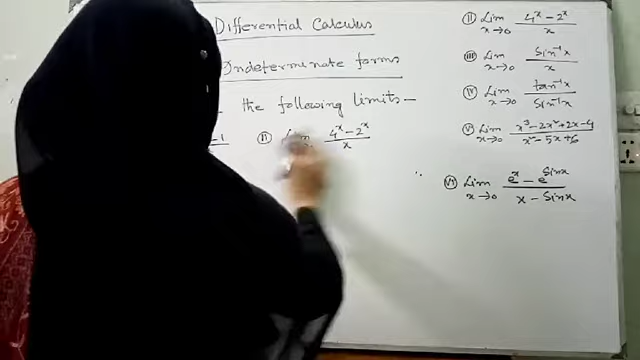 Differential Calculus
Indeterminate forms
the following limits—
-1
(ii) Lim 4^x - 2^x / x
(ii) Lim x→0 4^x - 2^x / x
(iii) Lim x→0 Sin⁻¹x / x
(iv) Lim x→0 tan⁻¹x / Sin⁻¹x
(v) Lim x→0 x³ - 2x² + 2x - 4 / x² - 5x + 6
(vi) Lim x→0 e^x - e^Sinx / x - Sinx